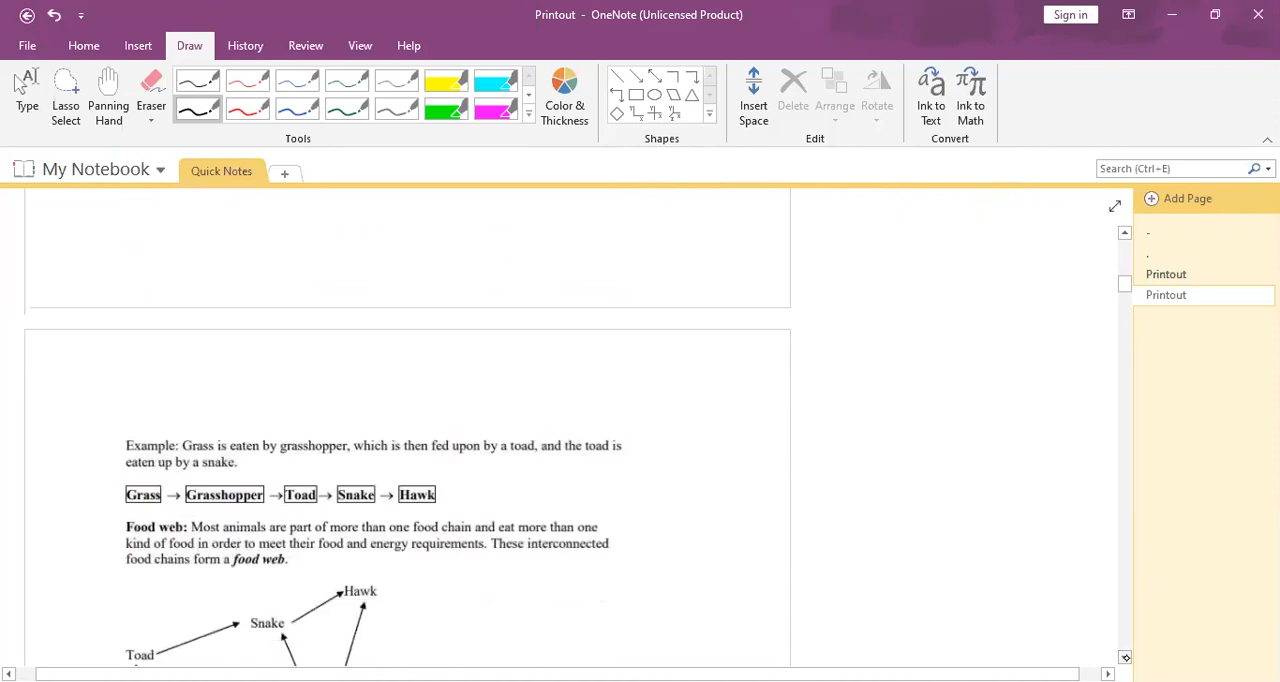 Printout - OneNote (Unlicensed Product)
Sign in
File
Home
Insert
Draw
History
Review
View
Help
Type
Lasso
Select
Panning
Hand
Eraser
Color &
Thickness
Insert
Space
Delete
Arrange
Rotate
Ink to
Text
Ink to
Math
Tools
Shapes
Edit
Convert
My Notebook
Quick Notes
Search (Ctrl+E)
Add Page
-
.
Printout
Printout
Example: Grass is eaten by grasshopper, which is then fed upon by a toad, and the toad is
eaten up by a snake.
Grass → Grasshopper → Toad → Snake → Hawk
Food web: Most animals are part of more than one food chain and eat more than one
kind of food in order to meet their food and energy requirements. These interconnected
food chains form a food web.
Hawk
Snake
Toad